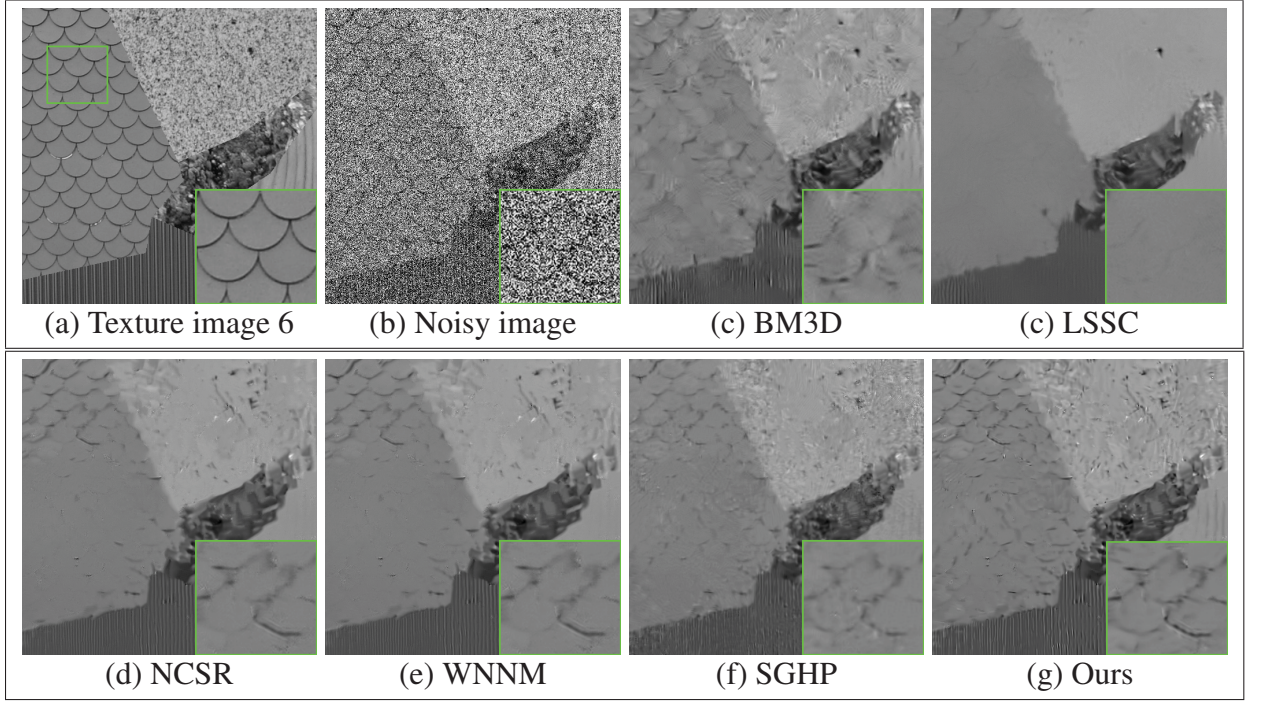 (a) Texture image 6
(b) Noisy image
(c) BM3D
(c) LSSC
(d) NCSR
(e) WNNM
(f) SGHP
(g) Ours